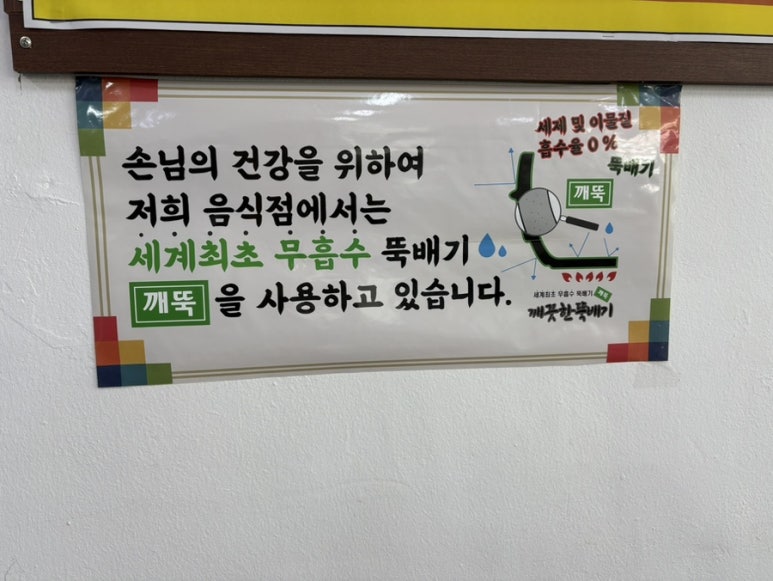 손님의 건강을 위하여
저희 음식점에서는
세계최초 무흡수 뚝배기
깨뚝 을 사용하고 있습니다.
세제 및 이물질
흡수율 0 %
뚝배기
깨뚝
세계최초 무흡수 뚝배기 깨뚝
깨끗한뚝배기